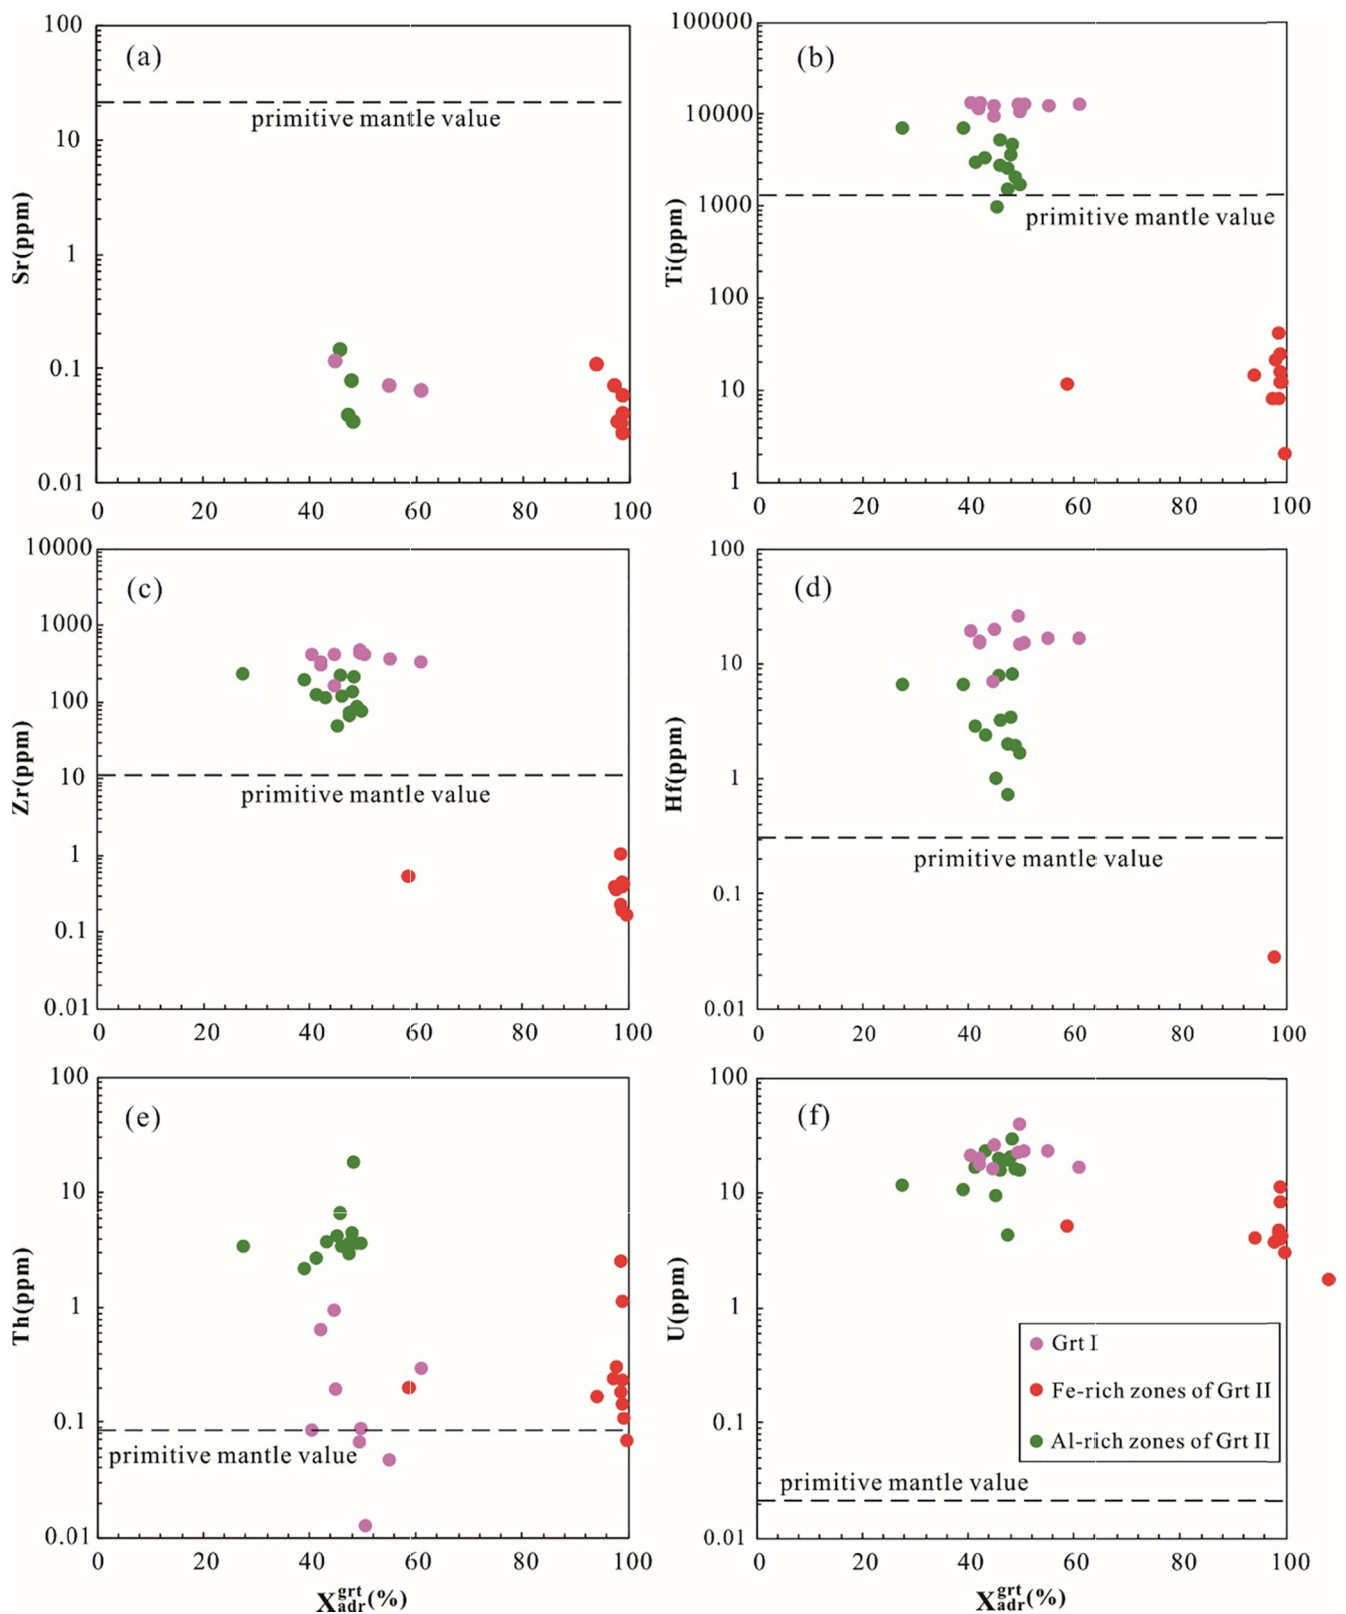 100
(a)
primitive mantle value
10
Sr(ppm)
1
0.1
0.01
0 20 40 60 80 100
100000
(b)
10000
1000
primitive mantle value
Ti(ppm)
100
10
1
0 20 40 60 80 100
10000
(c)
1000
100
Zr(ppm)
10
primitive mantle value
1
0.1
0.01
0 20 40 60 80 100
100
(d)
10
Hf(ppm)
1
primitive mantle value
0.1
0.01
0 20 40 60 80 100
100
(e)
10
Th(ppm)
1
0.1
primitive mantle value
0.01
0 20 40 60 80 100
X grt adr (%)
100
(f)
10
U(ppm)
1
Grt I
Fe-rich zones of Grt II
Al-rich zones of Grt II
0.1
primitive mantle value
0.01
0 20 40 60 80 100
X grt adr (%)